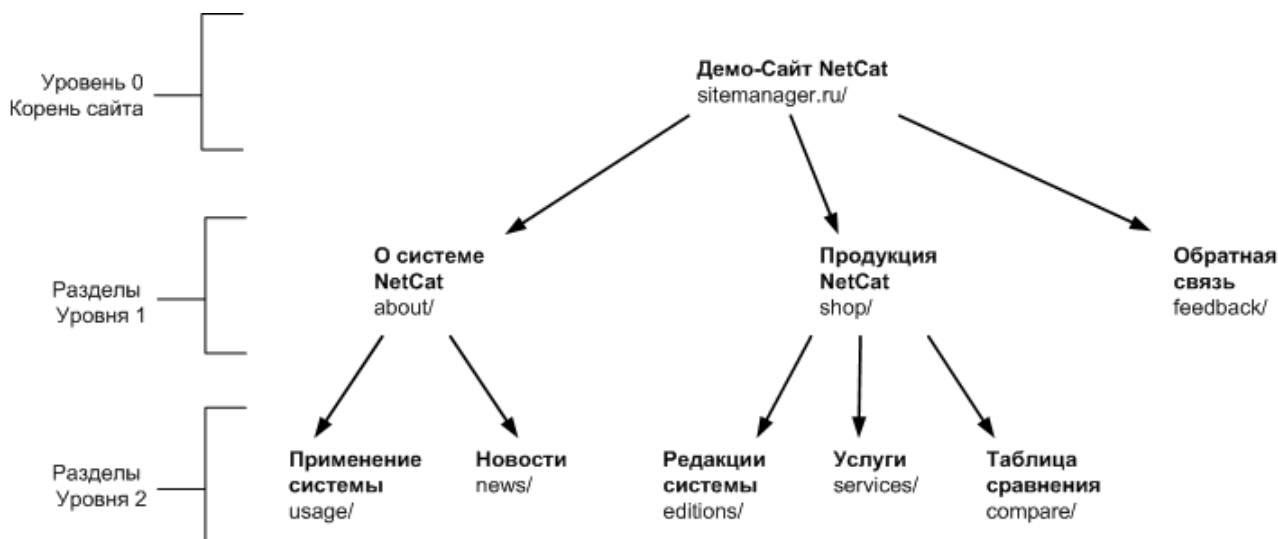 Уровень 0
Корень сайта
Демо-Сайт NetCat
sitemanager.ru/
Разделы
Уровня 1
О системе
NetCat
about/
Продукция
NetCat
shop/
Обратная
связь
feedback/
Разделы
Уровня 2
Применение
системы
usage/
Новости
news/
Редакции
системы
editions/
Услуги
services/
Таблица
сравнения
compare/